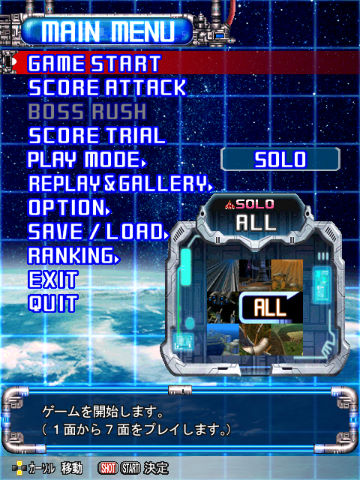 MAIN MENU
GAME START
SCORE ATTACK
BOSS RUSH
SCORE TRIAL
PLAY MODE
SOLO
REPLAY&GALLERY
OPTION
SAVE / LOAD
RANKING
EXIT
QUIT
SOLO
ALL
ALL
ゲームを開始します。
(1面から7面をプレイします。)
カーソル 移動 SHOT START 決定